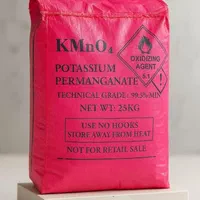 KMnO₄
OXIDIZING
AGENT
5.1
POTASSIUM
PERMANGANATE
TECHNICAL GRADE: 99.3% MIN
NET WT: 25KG
USE NO HOOKS
STORE AWAY FROM HEAT
NOT FOR RETAIL SALE